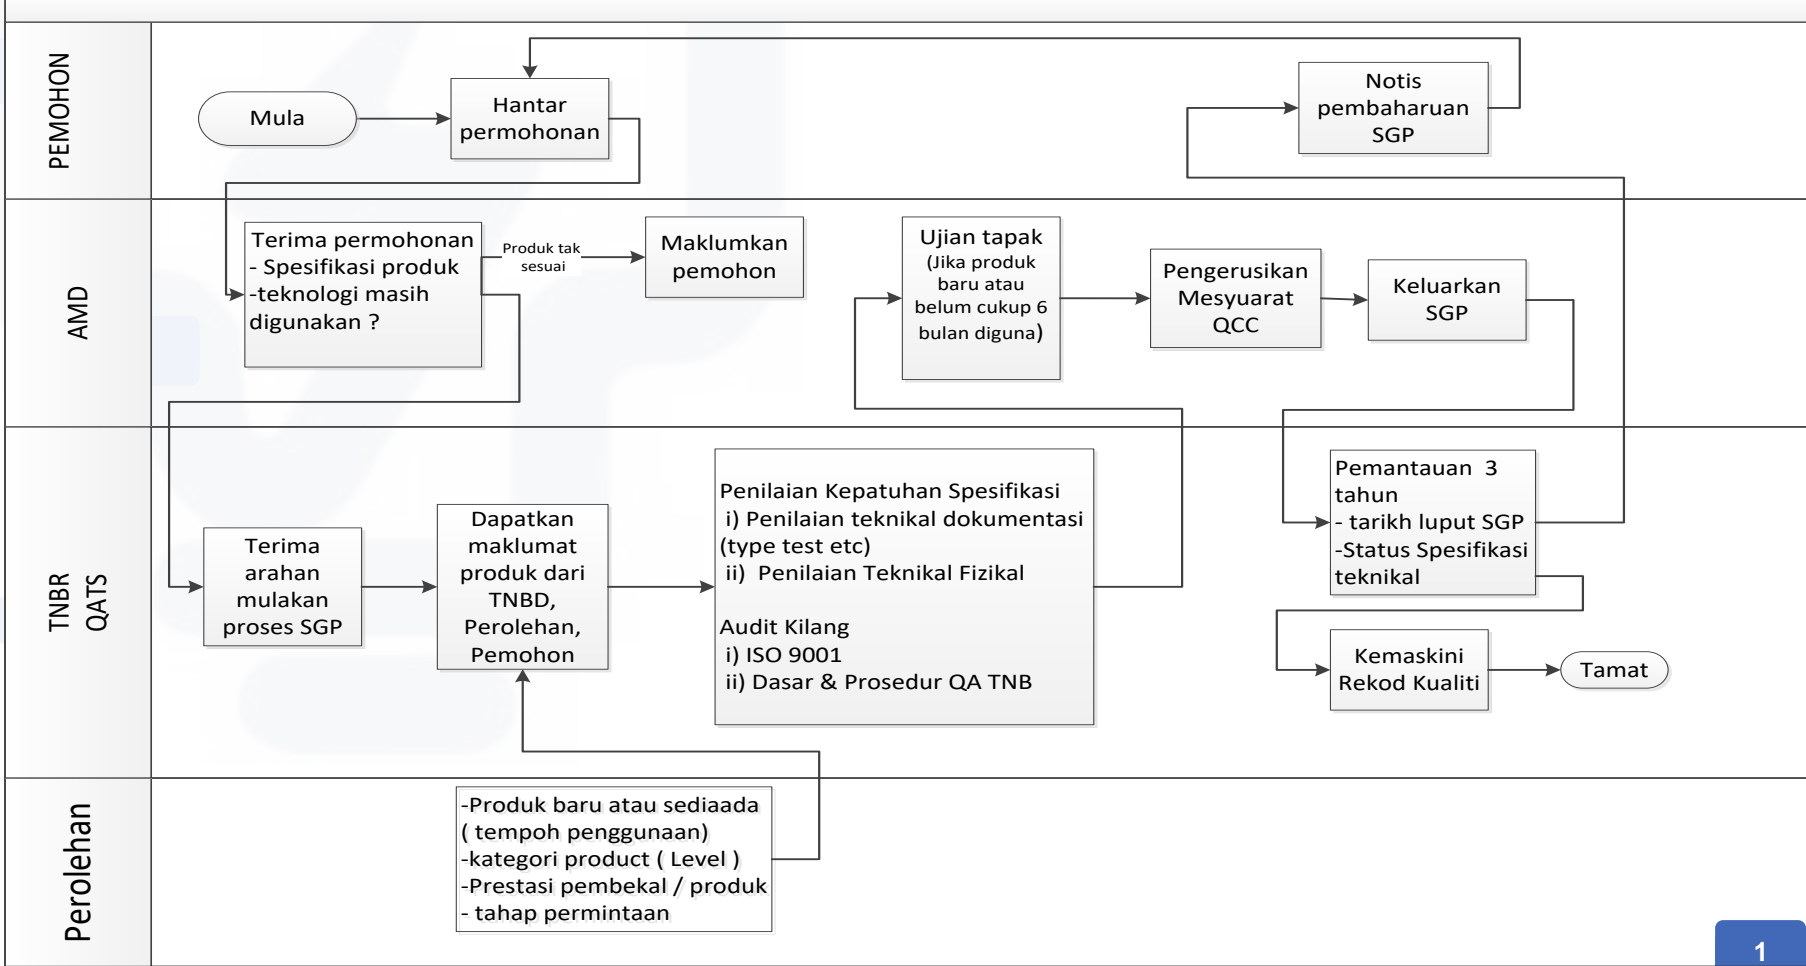 PEMOHON
Mula
Hantar
permohonan
Notis
pembaharuan
SGP
AMD
Terima permohonan
- Spesifikasi produk
-teknologi masih
digunakan ?
Produk tak
sesuai
Maklumkan
pemohon
Ujian tapak
(Jika produk
baru atau
belum cukup 6
bulan diguna)
Pengerusikan
Mesyuarat
QCC
Keluarkan
SGP
TNBR
QATS
Terima
arahan
mulakan
proses SGP
Dapatkan
maklumat
produk dari
TNBD,
Perolehan,
Pemohon
Penilaian Kepatuhan Spesifikasi
i) Penilaian teknikal dokumentasi
(type test etc)
ii) Penilaian Teknikal Fizikal
Audit Kilang
i) ISO 9001
ii) Dasar & Prosedur QA TNB
Pemantauan 3
tahun
- tarikh luput SGP
-Status Spesifikasi
teknikal
Kemaskini
Rekod Kualiti
Tamat
Perolehan
-Produk baru atau sediaada
( tempoh penggunaan)
-kategori product ( Level )
-Prestasi pembekal / produk
- tahap permintaan
1